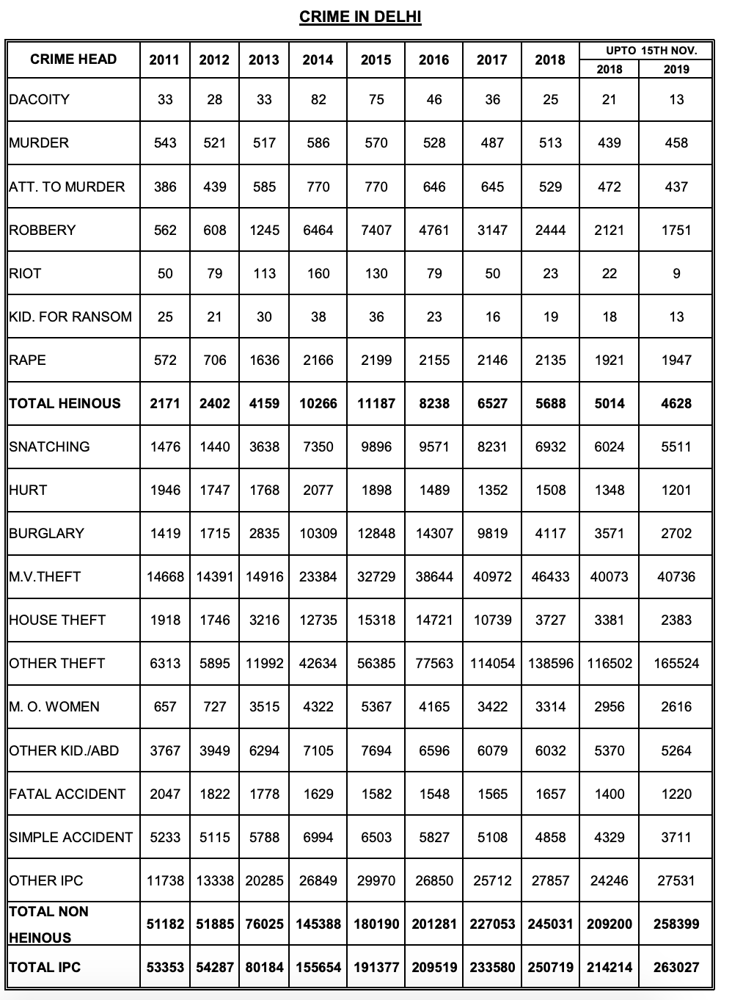 CRIME IN DELHI
CRIME HEAD 2011 2012 2013 2014 2015 2016 2017 2018 UPTO 15TH NOV.
2018 2019
DACOITY 33 28 33 82 75 46 36 25 21 13
MURDER 543 521 517 586 570 528 487 513 439 458
ATT. TO MURDER 386 439 585 770 770 646 645 529 472 437
ROBBERY 562 608 1245 6464 7407 4761 3147 2444 2121 1751
RIOT 50 79 113 160 130 79 50 23 22 9
KID. FOR RANSOM 25 21 30 38 36 23 16 19 18 13
RAPE 572 706 1636 2166 2199 2155 2146 2135 1921 1947
TOTAL HEINOUS 2171 2402 4159 10266 11187 8238 6527 5688 5014 4628
SNATCHING 1476 1440 3638 7350 9896 9571 8231 6932 6024 5511
HURT 1946 1747 1768 2077 1898 1489 1352 1508 1348 1201
BURGLARY 1419 1715 2835 10309 12848 14307 9819 4117 3571 2702
M.V.THEFT 14668 14391 14916 23384 32729 38644 40972 46433 40073 40736
HOUSE THEFT 1918 1746 3216 12735 15318 14721 10739 3727 3381 2383
OTHER THEFT 6313 5895 11992 42634 56385 77563 114054 138596 116502 165524
M. O. WOMEN 657 727 3515 4322 5367 4165 3422 3314 2956 2616
OTHER KID./ABD 3767 3949 6294 7105 7694 6596 6079 6032 5370 5264
FATAL ACCIDENT 2047 1822 1778 1629 1582 1548 1565 1657 1400 1220
SIMPLE ACCIDENT 5233 5115 5788 6994 6503 5827 5108 4858 4329 3711
OTHER IPC 11738 13338 20285 26849 29970 26850 25712 27857 24246 27531
TOTAL NON
HEINOUS 51182 51885 76025 145388 180190 201281 227053 245031 209200 258399
TOTAL IPC 53353 54287 80184 155654 191377 209519 233580 250719 214214 263027